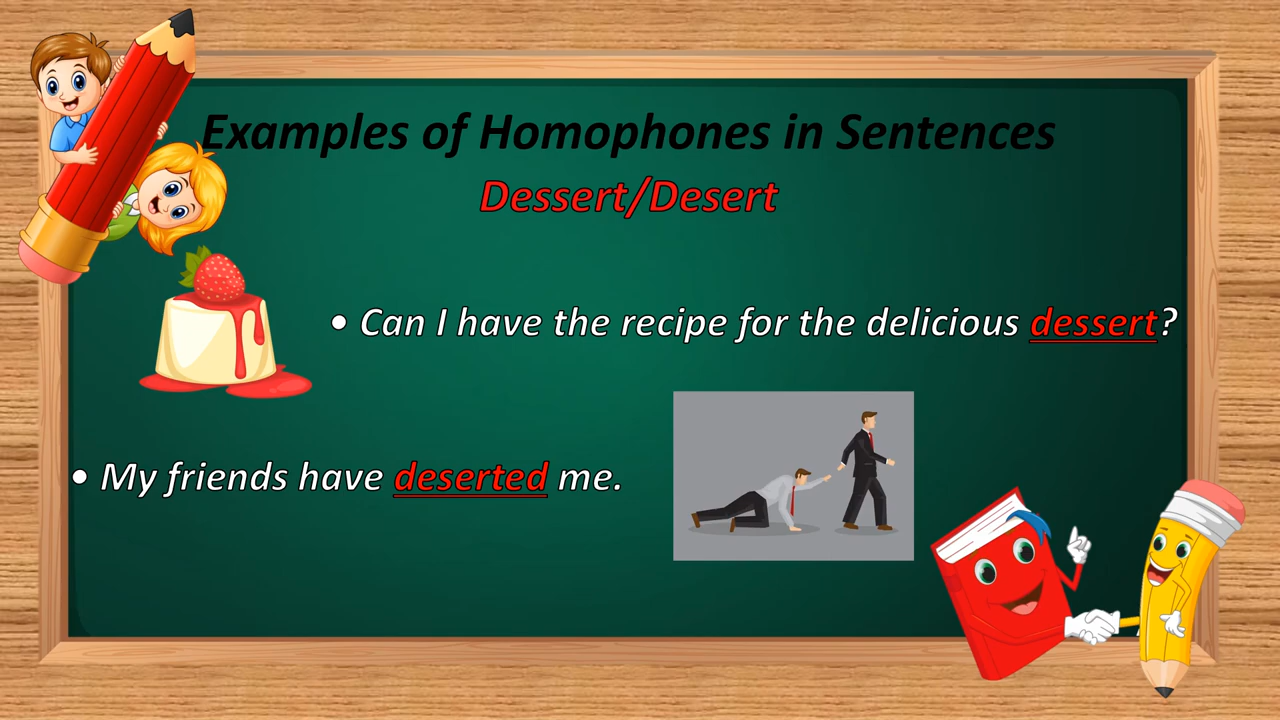 Examples of Homophones in Sentences
Dessert/Desert
• Can I have the recipe for the delicious dessert?
• My friends have deserted me.